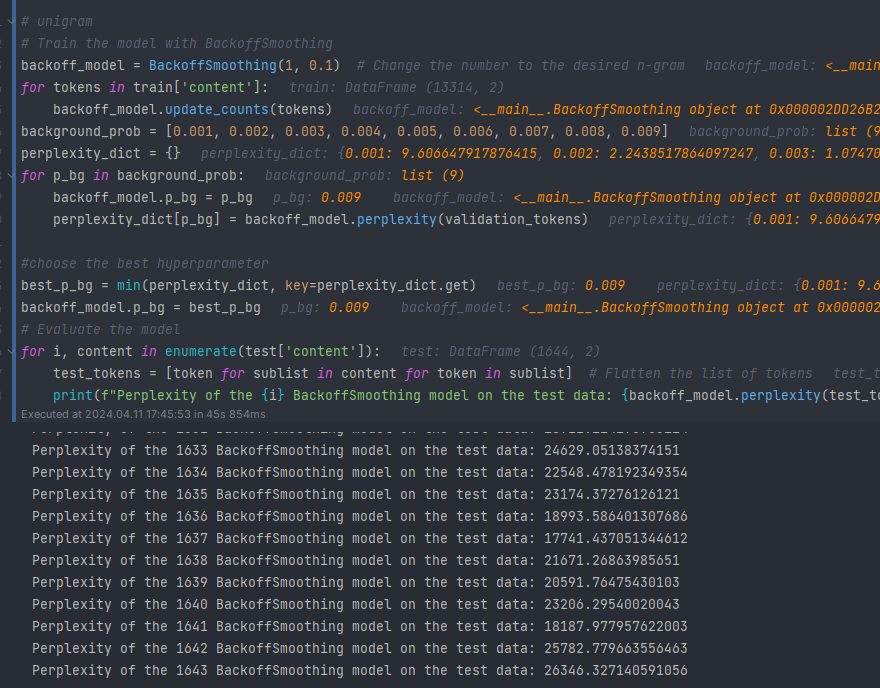 # unigram
# Train the model with BackoffSmoothing
backoff_model = BackoffSmoothing(1, 0.1)  # Change the number to the desired n-gram   backoff_model: <__main
for tokens in train['content']:   train: DataFrame (13314, 2)
    backoff_model.update_counts(tokens)   backoff_model: <__main__.BackoffSmoothing object at 0x000002DD26B2
background_prob = [0.001, 0.002, 0.003, 0.004, 0.005, 0.006, 0.007, 0.008, 0.009]   background_prob: list (9
perplexity_dict = {}   perplexity_dict: {0.001: 9.606647917876415, 0.002: 2.2438517864097247, 0.003: 1.07470
for p_bg in background_prob:   background_prob: list (9)
    backoff_model.p_bg = p_bg   p_bg: 0.009    backoff_model: <__main__.BackoffSmoothing object at 0x000002D
    perplexity_dict[p_bg] = backoff_model.perplexity(validation_tokens)   perplexity_dict: {0.001: 9.6066479
#choose the best hyperparameter
best_p_bg = min(perplexity_dict, key=perplexity_dict.get)   best_p_bg: 0.009    perplexity_dict: {0.001: 9.6
backoff_model.p_bg = best_p_bg   p_bg: 0.009    backoff_model: <__main__.BackoffSmoothing object at 0x000002
# Evaluate the model
for i, content in enumerate(test['content']):   test: DataFrame (1644, 2)
    test_tokens = [token for sublist in content for token in sublist]  # Flatten the list of tokens   test_t
    print(f"Perplexity of the {i} BackoffSmoothing model on the test data: {backoff_model.perplexity(test_to
Executed at 2024.04.11 17:45:53 in 45s 854ms
Perplexity of the 1633 BackoffSmoothing model on the test data: 24629.05138374151
Perplexity of the 1634 BackoffSmoothing model on the test data: 22548.478192349354
Perplexity of the 1635 BackoffSmoothing model on the test data: 23174.37276126121
Perplexity of the 1636 BackoffSmoothing model on the test data: 18993.586401307686
Perplexity of the 1637 BackoffSmoothing model on the test data: 17741.437051344612
Perplexity of the 1638 BackoffSmoothing model on the test data: 21671.26863985651
Perplexity of the 1639 BackoffSmoothing model on the test data: 20591.76475430103
Perplexity of the 1640 BackoffSmoothing model on the test data: 23206.29540020043
Perplexity of the 1641 BackoffSmoothing model on the test data: 18187.977957622003
Perplexity of the 1642 BackoffSmoothing model on the test data: 25782.779663556463
Perplexity of the 1643 BackoffSmoothing model on the test data: 26346.327140591056